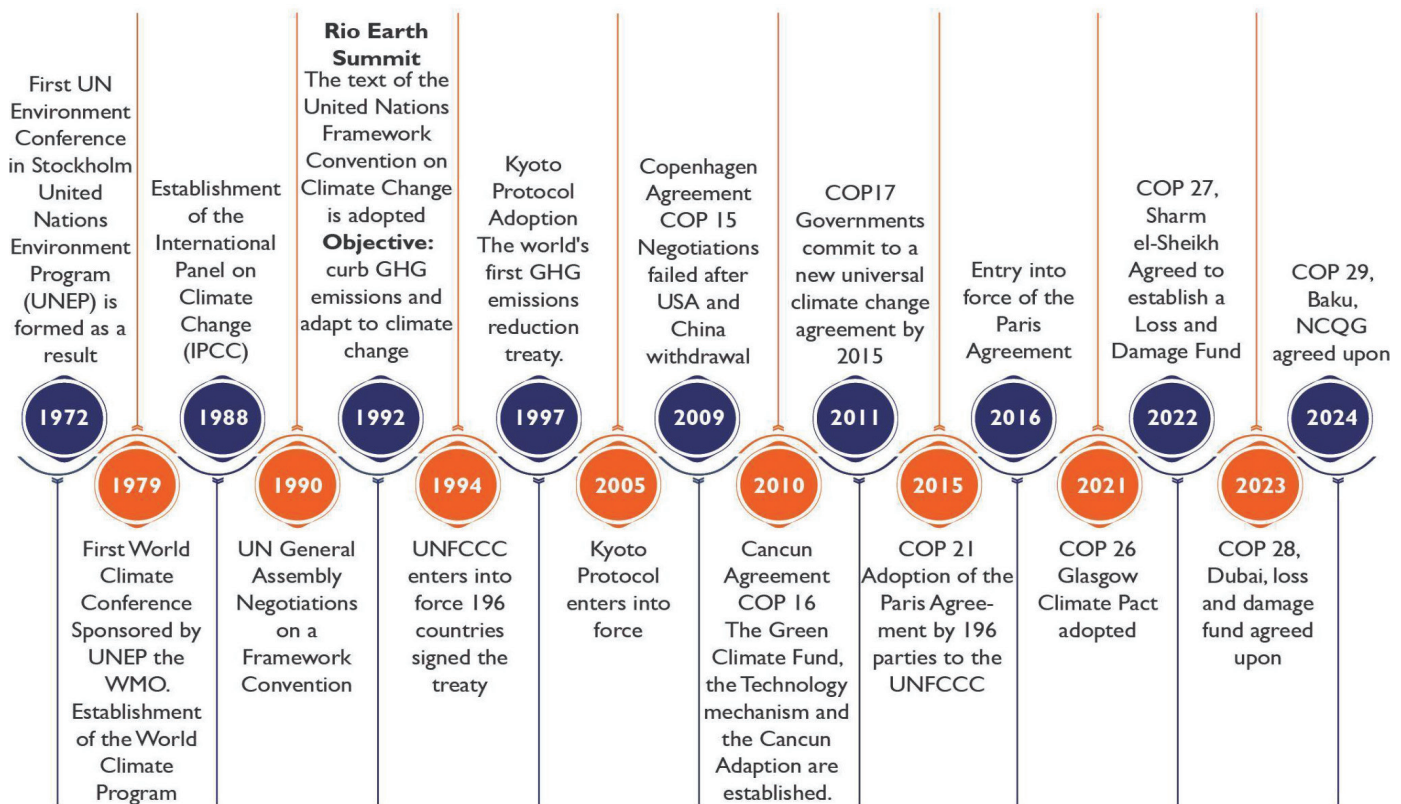 First UN
Environment
Conference
in Stockholm
United
Nations
Environment
Program
(UNEP) is
formed as a
result
1972
1979
First World
Climate
Conference
Sponsored by
UNEP the
WMO.
Establishment
of the World
Climate
Program
Establishment
of the
International
Panel on
Climate
Change
(IPCC)
1988
1990
UN General
Assembly
Negotiations
on a
Framework
Convention
Rio Earth
Summit
The text of the
United Nations
Framework
Convention on
Climate Change
is adopted
Objective:
curb GHG
emissions and
adapt to climate
change
1992
1994
UNFCCC
enters into
force 196
countries
signed the
treaty
Kyoto
Protocol
Adoption
The world's
first GHG
emissions
reduction
treaty.
1997
2005
Kyoto
Protocol
enters into
force
Copenhagen
Agreement
COP 15
Negotiations
failed after
USA and
China
withdrawal
2009
2010
Cancun
Agreement
COP 16
The Green
Climate Fund,
the Technology
mechanism and
the Cancun
Adaption are
established.
COP17
Governments
commit to a
new universal
climate change
agreement by
2015
2011
2015
COP 21
Adoption of the
Paris Agree-
ment by 196
parties to the
UNFCCC
Entry into
force of the
Paris
Agreement
2016
2021
COP 26
Glasgow
Climate Pact
adopted
COP 27,
Sharm
el-Sheikh
Agreed to
establish a
Loss and
Damage Fund
2022
2023
COP 28,
Dubai, loss
and damage
fund agreed
upon
COP 29,
Baku,
NCQG
agreed upon
2024